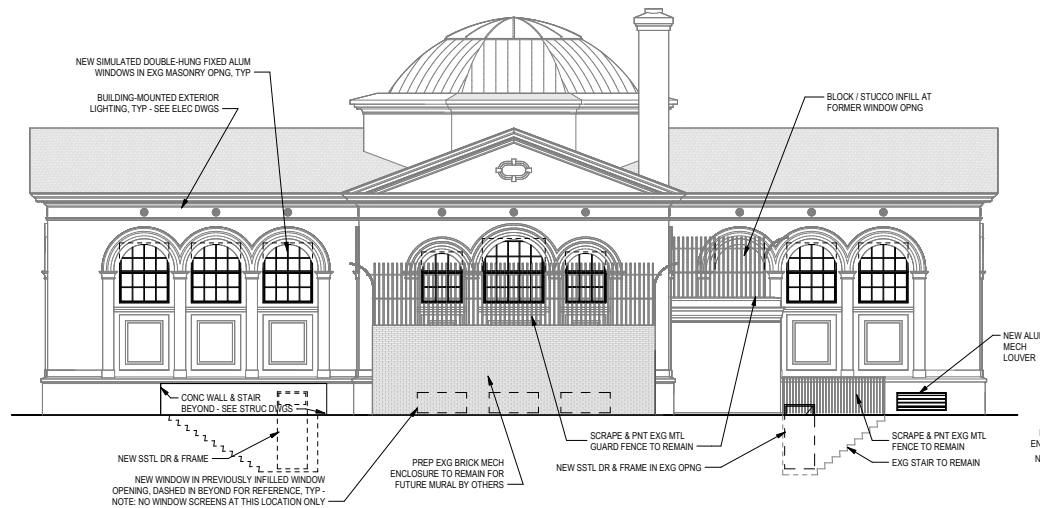 NEW SIMULATED DOUBLE-HUNG FIXED ALUM
WINDOWS IN EXG MASONRY OPNG, TYP
BUILDING-MOUNTED EXTERIOR
LIGHTING, TYP - SEE ELEC DWGS
BLOCK / STUCCO INFILL AT
FORMER WINDOW OPNG
NEW ALU
MECH
LOUVER
CONC WALL & STAIR
BEYOND - SEE STRUC DWGS
NEW SSTL DR & FRAME
NEW WINDOW IN PREVIOUSLY INFILLED WINDOW
OPENING, DASHED IN BEYOND FOR REFERENCE, TYP -
NOTE: NO WINDOW SCREENS AT THIS LOCATION ONLY
PREP EXG BRICK MECH
ENCLOSURE TO REMAIN FOR
FUTURE MURAL BY OTHERS
SCRAPE & PNT EXG MTL
GUARD FENCE TO REMAIN
NEW SSTL DR & FRAME IN EXG OPNG
SCRAPE & PNT EXG MTL
FENCE TO REMAIN
EXG STAIR TO REMAIN
EN
N